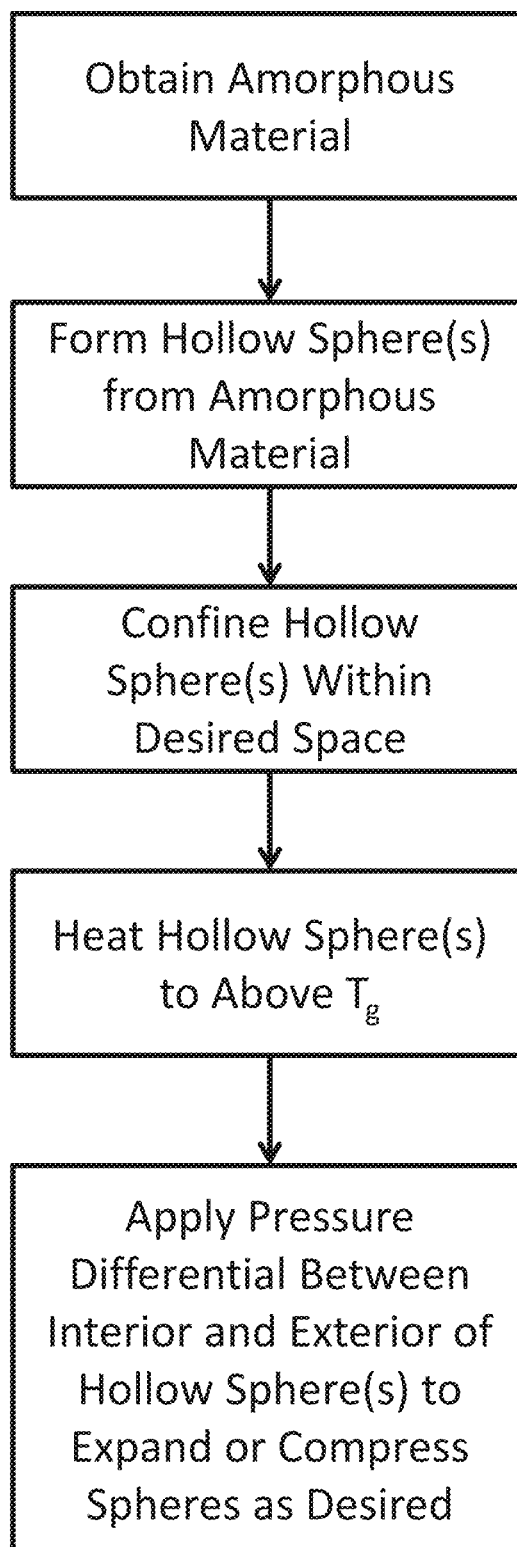 Obtain Amorphous
Material
Form Hollow Sphere(s)
from Amorphous
Material
Confine Hollow
Sphere(s) Within
Desired Space
Heat Hollow Sphere(s)
to Above Tg
Apply Pressure
Differential Between
Interior and Exterior of
Hollow Sphere(s) to
Expand or Compress
Spheres as Desired